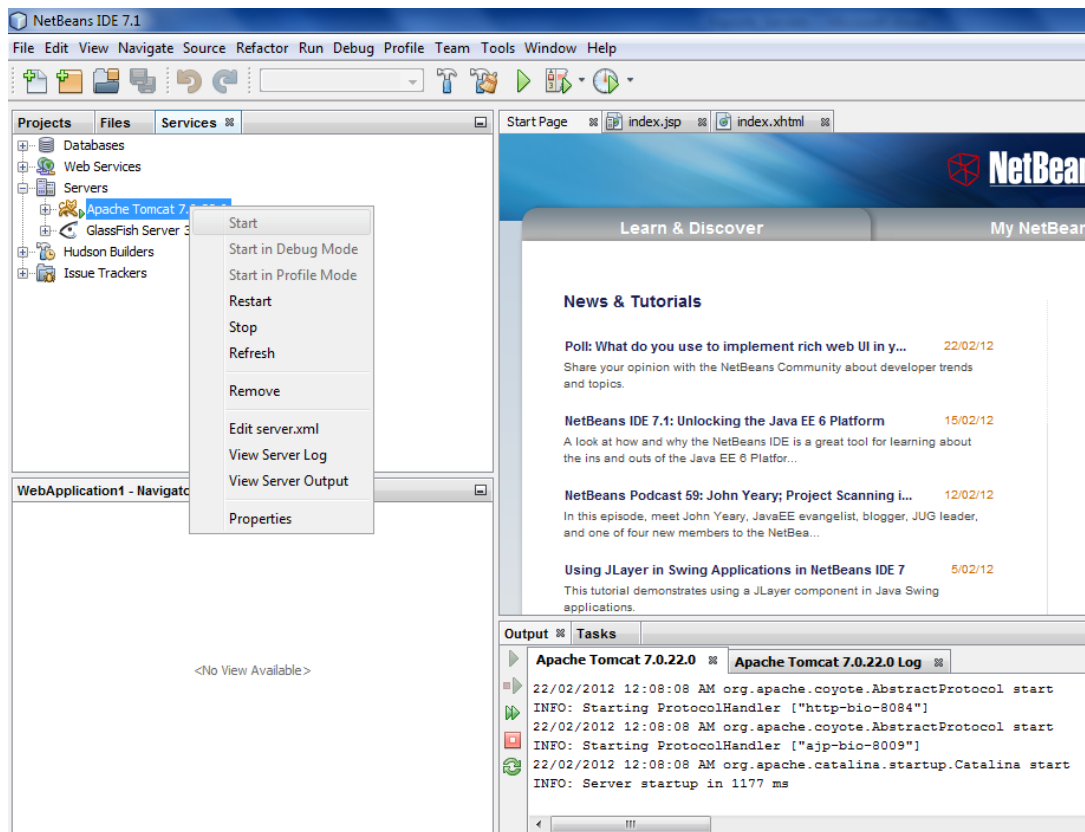 NetBeans IDE 7.1
File Edit View Navigate Source Refactor Run Debug Profile Team Tools Window Help
Projects Files Services
Databases
Web Services
Servers
Apache Tomcat 7.0.22.0
GlassFish Server 3
Hudson Builders
Issue Trackers
Start
Start in Debug Mode
Start in Profile Mode
Restart
Stop
Refresh
Remove
Edit server.xml
View Server Log
View Server Output
Properties
WebApplication1 - Navigato
<No View Available>
Start Page index.jsp index.xhtml
NetBean
Learn & Discover My NetBean
News & Tutorials
Poll: What do you use to implement rich web UI in y... 22/02/12
Share your opinion with the NetBeans Community about developer trends
and topics.
NetBeans IDE 7.1: Unlocking the Java EE 6 Platform 15/02/12
A look at how and why the NetBeans IDE is a great tool for learning about
the ins and outs of the Java EE 6 Platfor...
NetBeans Podcast 59: John Yeary; Project Scanning i... 12/02/12
In this episode, meet John Yeary, JavaEE evangelist, blogger, JUG leader,
and one of four new members to the NetBea...
Using JLayer in Swing Applications in NetBeans IDE 7 5/02/12
This tutorial demonstrates using a JLayer component in Java Swing
applications.
Output Tasks
Apache Tomcat 7.0.22.0 Apache Tomcat 7.0.22.0 Log
22/02/2012 12:08:08 AM org.apache.coyote.AbstractProtocol start
INFO: Starting ProtocolHandler ["http-bio-8084"]
22/02/2012 12:08:08 AM org.apache.coyote.AbstractProtocol start
INFO: Starting ProtocolHandler ["ajp-bio-8009"]
22/02/2012 12:08:08 AM org.apache.catalina.startup.Catalina start
INFO: Server startup in 1177 ms